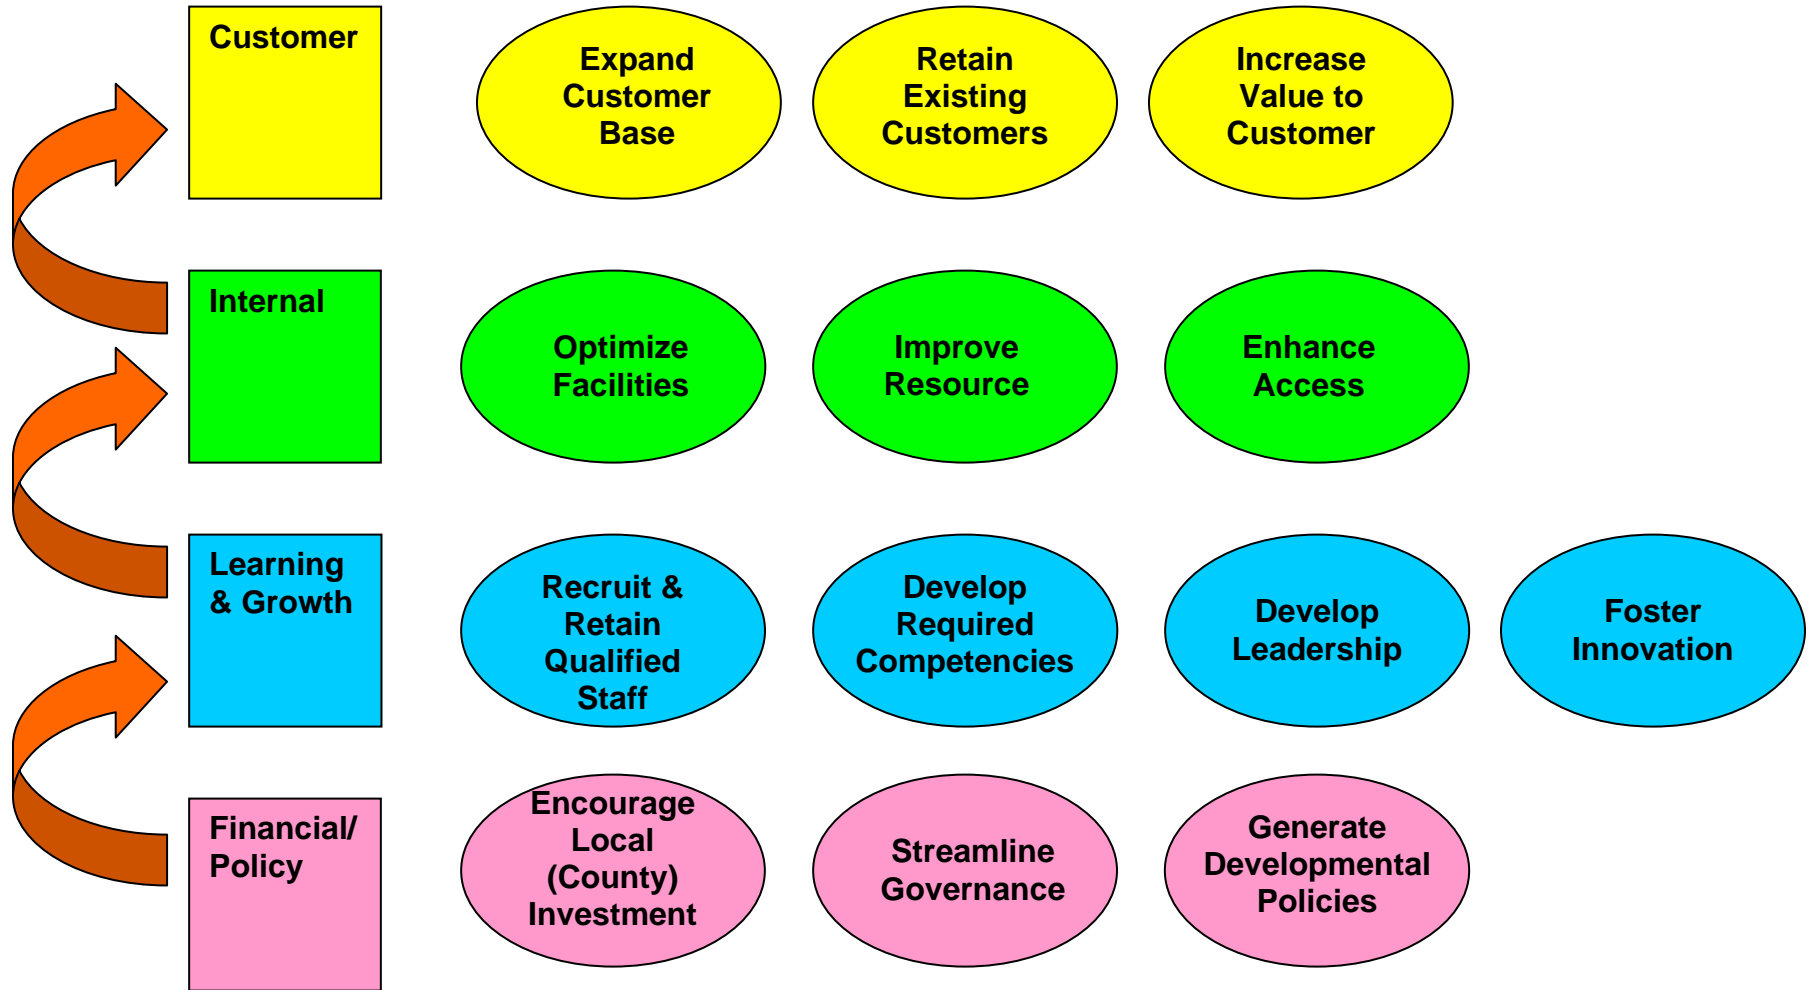 Customer
Expand
Customer
Base
Retain
Existing
Customers
Increase
Value to
Customer
Internal
Optimize
Facilities
Improve
Resource
Enhance
Access
Learning
& Growth
Recruit &
Retain
Qualified
Staff
Develop
Required
Competencies
Develop
Leadership
Foster
Innovation
Financial/
Policy
Encourage
Local
(County)
Investment
Streamline
Governance
Generate
Developmental
Policies